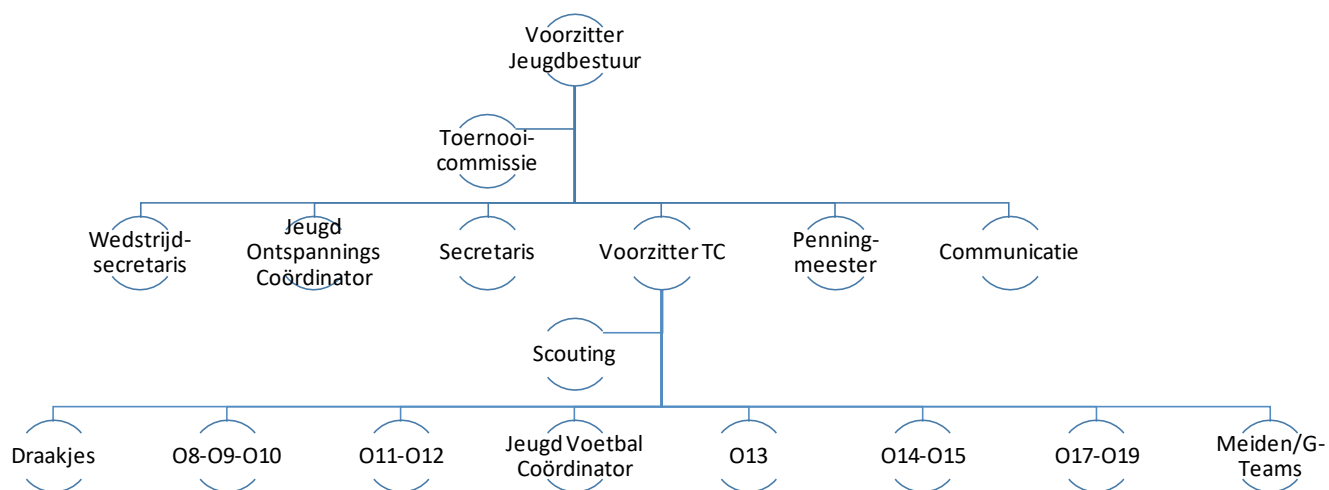 Voorzitter
Jeugdbestuur
Toernooi-
commissie
Wedstrijd-
secretaris
Jeugd
Ontspannings
Coördinator
Secretaris
Voorzitter TC
Penning-
meester
Communicatie
Scouting
Draakjes
O8-O9-O10
O11-O12
Jeugd Voetbal
Coördinator
O13
O14-O15
O17-O19
Meiden/G-
Teams